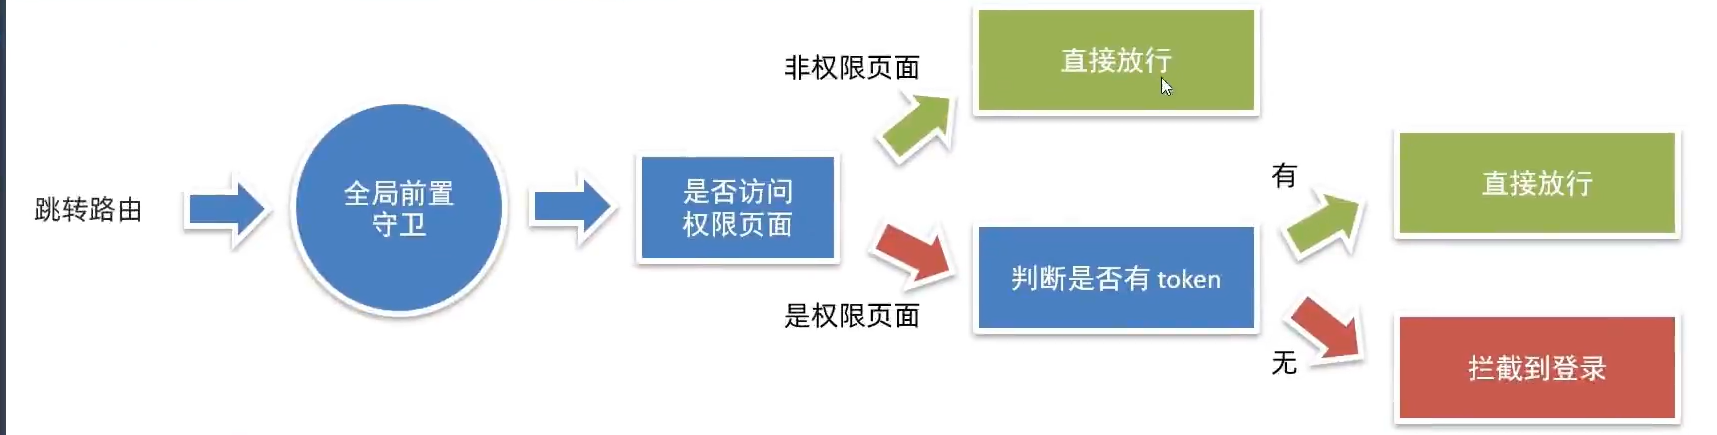 跳转路由
全局前置
守卫
是否访问
权限页面
非权限页面
直接放行
是权限页面
判断是否有 token
有
直接放行
无
拦截到登录